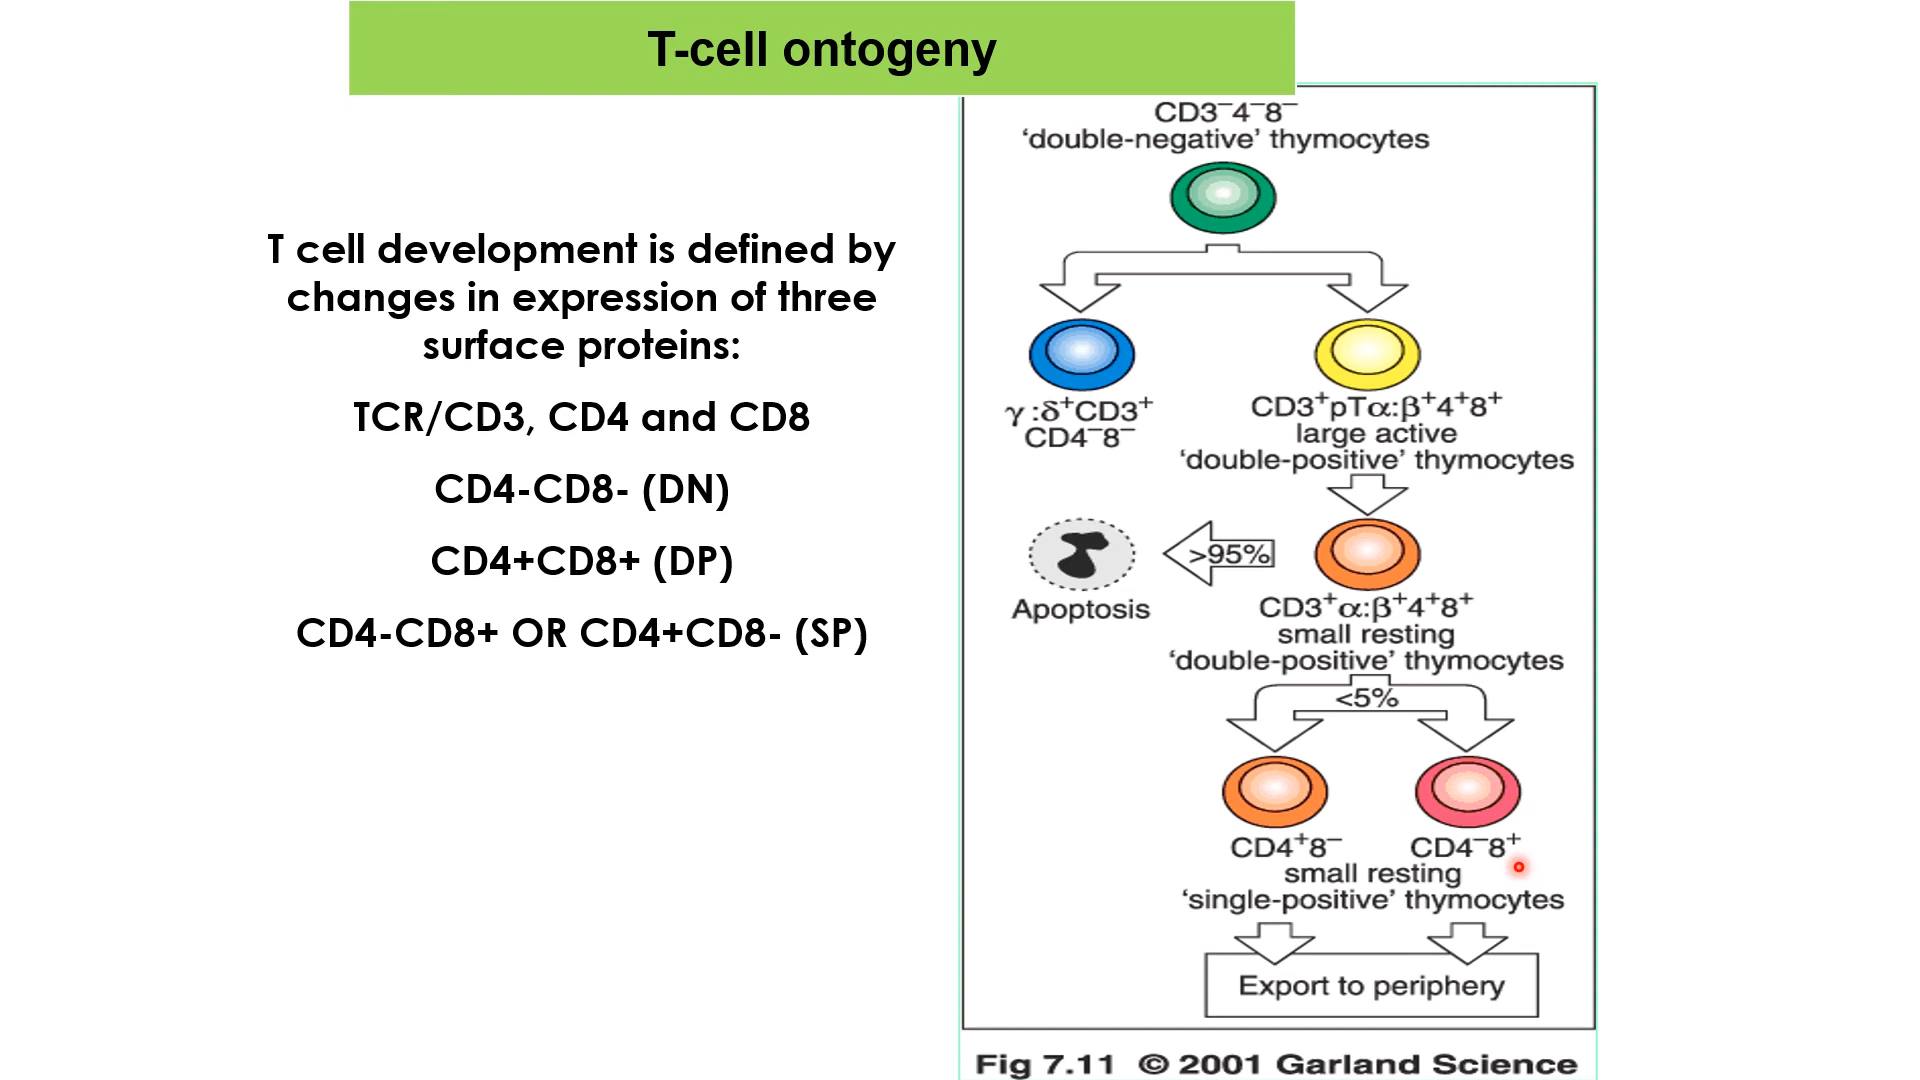 T-cell ontogeny
T cell development is defined by
changes in expression of three
surface proteins:
TCR/CD3, CD4 and CD8
CD4-CD8- (DN)
CD4+CD8+ (DP)
CD4-CD8+ OR CD4+CD8- (SP)
CD3⁻4⁻8⁻
‘double-negative’ thymocytes
γ:δ⁺CD3⁺
CD4⁻8⁻
CD3⁺pTα:β⁺4⁺8⁺
large active
‘double-positive’ thymocytes
>95%
Apoptosis
CD3⁺α:β⁺4⁺8⁺
small resting
‘double-positive’ thymocytes
<5%
CD4⁺8⁻ CD4⁻8⁺
small resting
‘single-positive’ thymocytes
Export to periphery
Fig 7.11 © 2001 Garland Science